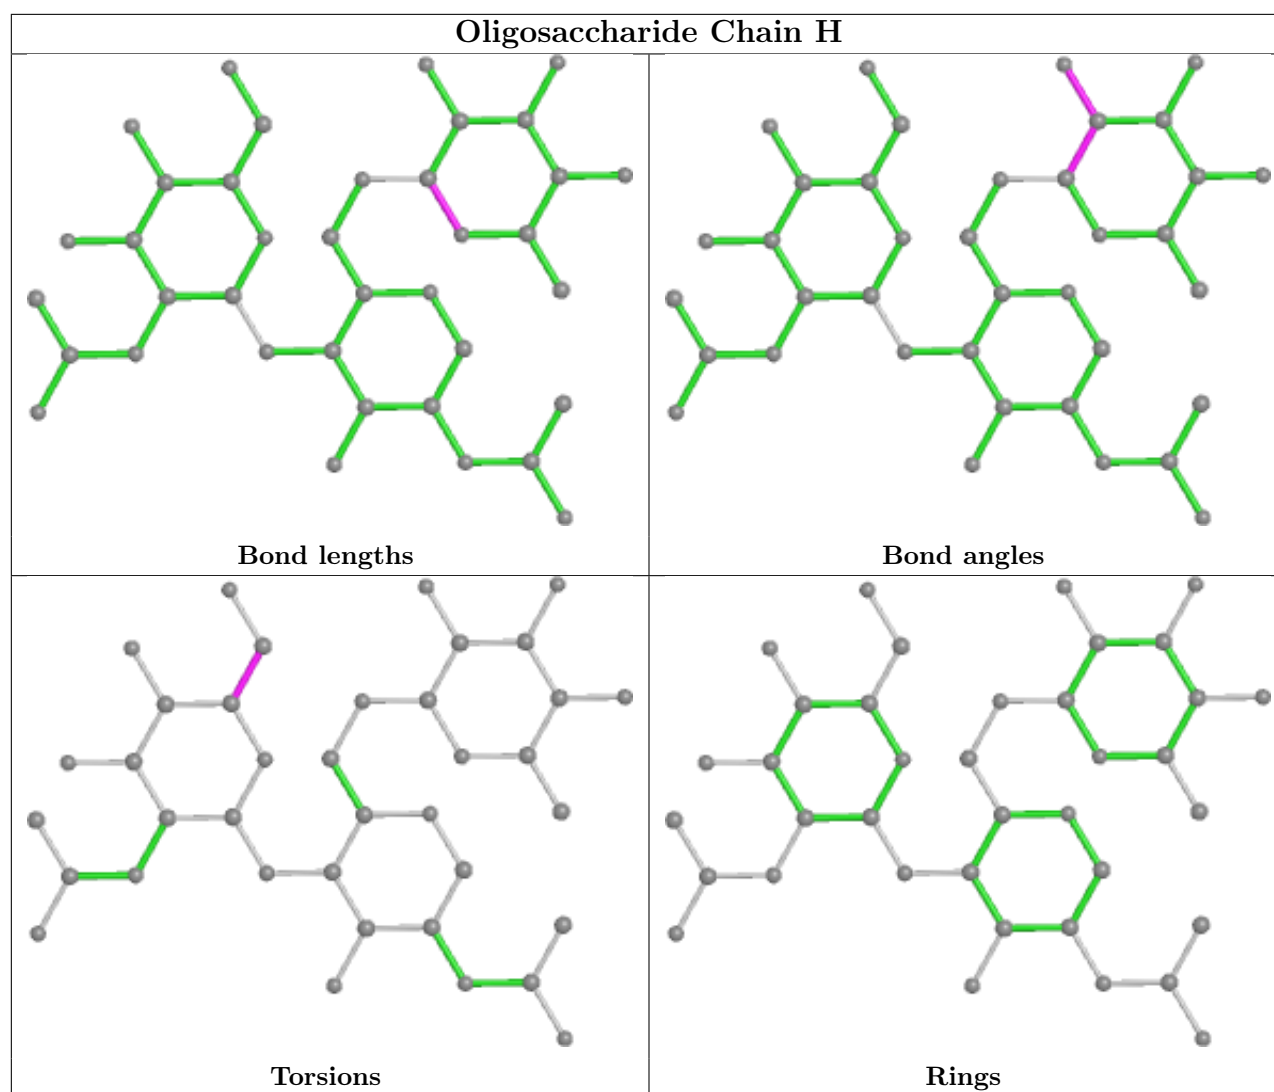 Oligosaccharide Chain H
Bond lengths
Bond angles
Torsions
Rings